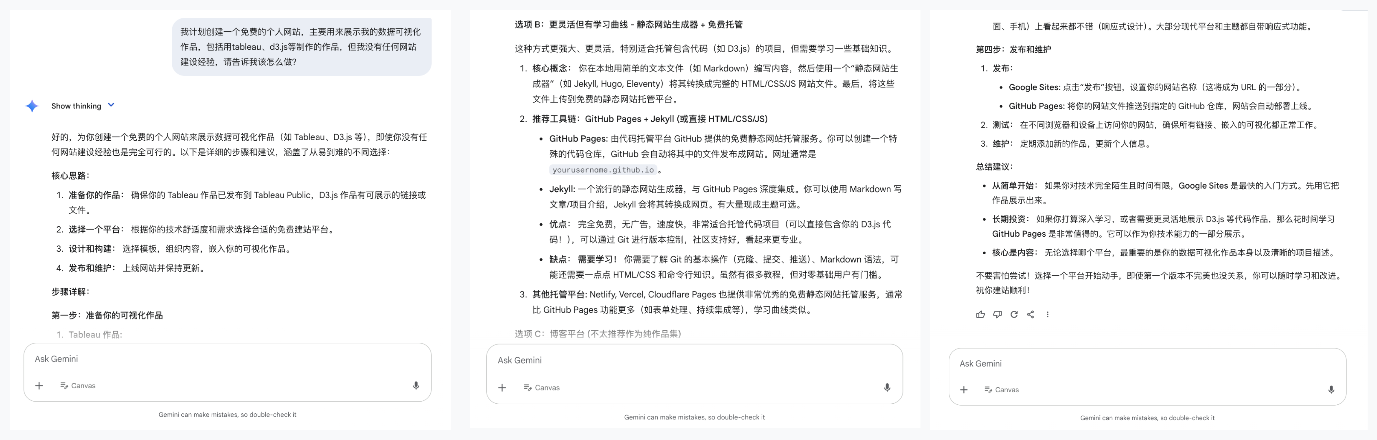 我计划创建一个免费的个人网站，主要用来展示我的数据可视化
作品，包括用tableau、d3.js等制作的作品，但我没有任何网站
建设经验，请告诉我该怎么做？
Show thinking
好的，为你创建一个免费的个人网站来展示数据可视化作品（如 Tableau、D3.js 等），即使你没有任
何网站建设经验也是完全可行的。以下是详细的步骤和建议，涵盖了从易到难的不同选择：
核心思路：
1. 准备你的作品： 确保你的 Tableau 作品已发布到 Tableau Public，D3.js 作品有可展示的链接或
文件。
2. 选择一个平台： 根据你的技术舒适度和需求选择合适的免费建站平台。
3. 设计和构建： 选择模板，组织内容，嵌入你的可视化作品。
4. 发布和维护： 上线网站并保持更新。
步骤详解：
第一步：准备你的可视化作品
1. Tableau 作品:
Ask Gemini
Canvas
Gemini can make mistakes, so double-check it
选项 B：更灵活但有学习曲线 - 静态网站生成器 + 免费托管
这种方式更强大、更灵活，特别适合托管包含代码（如 D3.js）的项目，但需要学习一些基础知识。
1. 核心概念： 你在本地用简单的文本文件（如 Markdown）编写内容，然后使用一个“静态网站生
成器”（如 Jekyll, Hugo, Eleventy）将其转换成完整的 HTML/CSS/JS 网站文件。最后，将这些
文件上传到免费的静态网站托管平台。
2. 推荐工具链：GitHub Pages + Jekyll (或直接 HTML/CSS/JS)
• GitHub Pages: 由代码托管平台 GitHub 提供的免费静态网站托管服务。你可以创建一个特
殊的代码仓库，GitHub 会自动将其中的文件发布成网站。网址通常是
yourusername.github.io 。
• Jekyll: 一个流行的静态网站生成器，与 GitHub Pages 深度集成。你可以使用 Markdown 写
文章/项目介绍，Jekyll 会将其转换成网页。有大量现成主题可选。
• 优点： 完全免费，无广告，速度快，非常适合托管代码项目（可以直接包含你的 D3.js 代
码！），可以通过 Git 进行版本控制，社区支持好，看起来更专业。
• 缺点： 需要学习！ 你需要了解 Git 的基本操作（克隆、提交、推送）、Markdown 语法，可
能还需要一点点 HTML/CSS 和命令行知识。虽然有很多教程，但对零基础用户有门槛。
3. 其他托管平台: Netlify, Vercel, Cloudflare Pages 也提供非常优秀的免费静态网站托管服务，通常
比 GitHub Pages 功能更多（如表单处理、持续集成等），学习曲线类似。
选项 C：博客平台 (不太推荐作为纯作品集)
Ask Gemini
Canvas
Gemini can make mistakes, so double-check it
面、手机）上看起来都不错（响应式设计）。大部分现代平台和主题都自带响应式功能。
第四步：发布和维护
1. 发布：
• Google Sites: 点击“发布”按钮，设置你的网站名称（这将成为 URL 的一部分）。
• GitHub Pages: 将你的网站文件推送到指定的 GitHub 仓库，网站会自动部署上线。
2. 测试： 在不同浏览器和设备上访问你的网站，确保所有链接、嵌入的可视化都正常工作。
3. 维护： 定期添加新的作品，更新个人信息。
总结建议：
• 从简单开始： 如果你对技术完全陌生且时间有限，Google Sites 是最快的入门方式。先用它把
作品展示出来。
• 长期投资： 如果你打算深入学习，或者需要更灵活地展示 D3.js 等代码作品，那么花时间学习
GitHub Pages 是非常值得的。它可以作为你技术能力的一部分展示。
• 核心是内容： 无论选择哪个平台，最重要的是你的数据可视化作品本身以及清晰的项目描述。
不要害怕尝试！选择一个平台开始动手，即使第一个版本不完美也没关系，你可以随时学习和改进。
祝你建站顺利！
Ask Gemini
Canvas
Gemini can make mistakes, so double-check it